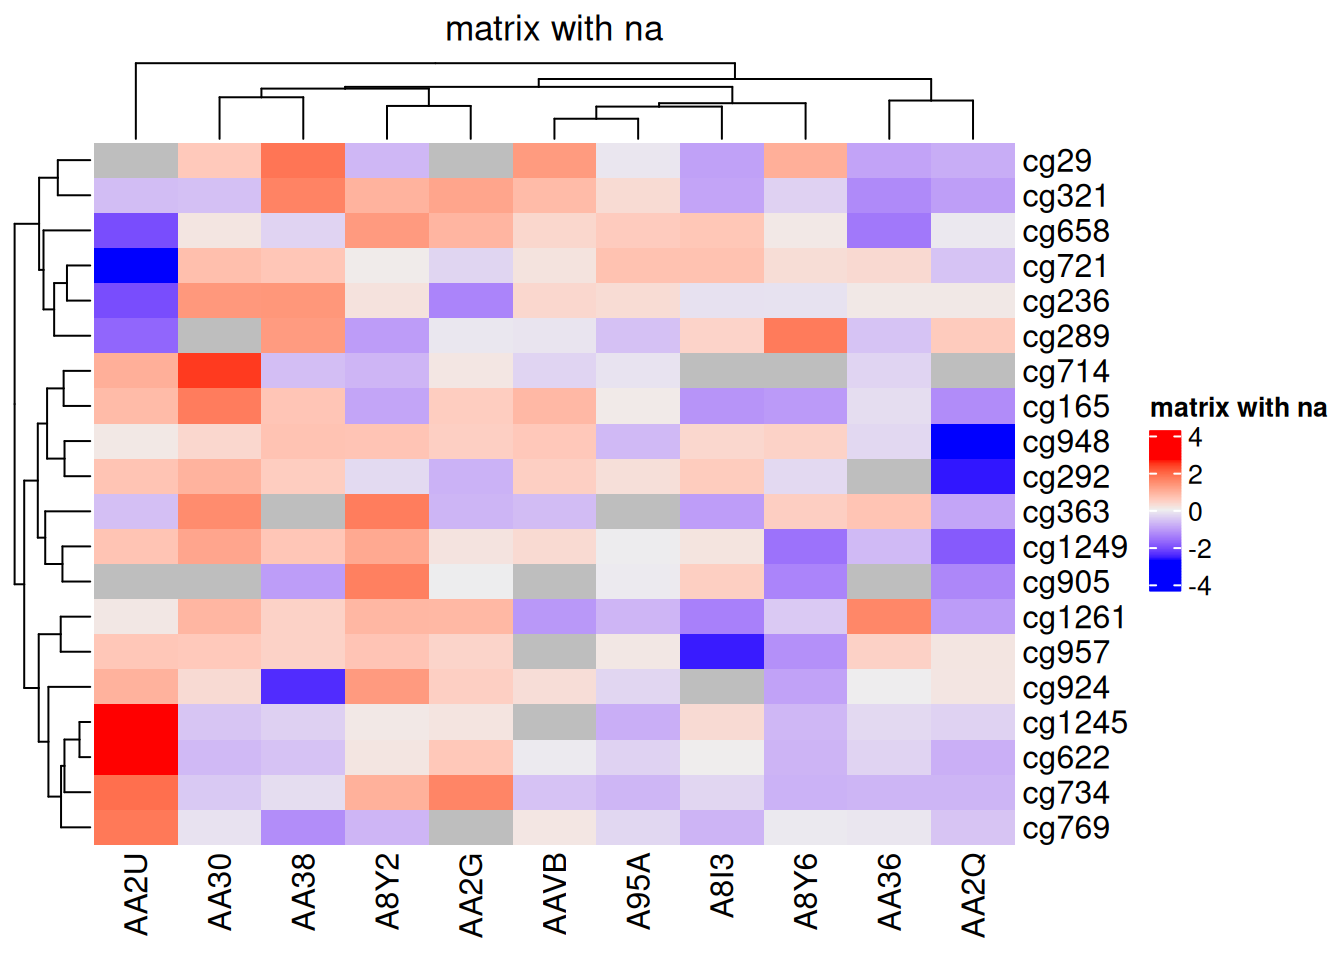 matrix with na
cg29
cg321
cg658
cg721
cg236
cg289
cg714
cg165
cg948
cg292
cg363
cg1249
cg905
cg1261
cg957
cg924
cg1245
cg622
cg734
cg769
AA2U
AA30
AA38
A8Y2
AA2G
AAVB
A95A
A8I3
A8Y6
AA36
AA2Q
matrix with na
4
2
0
-2
-4